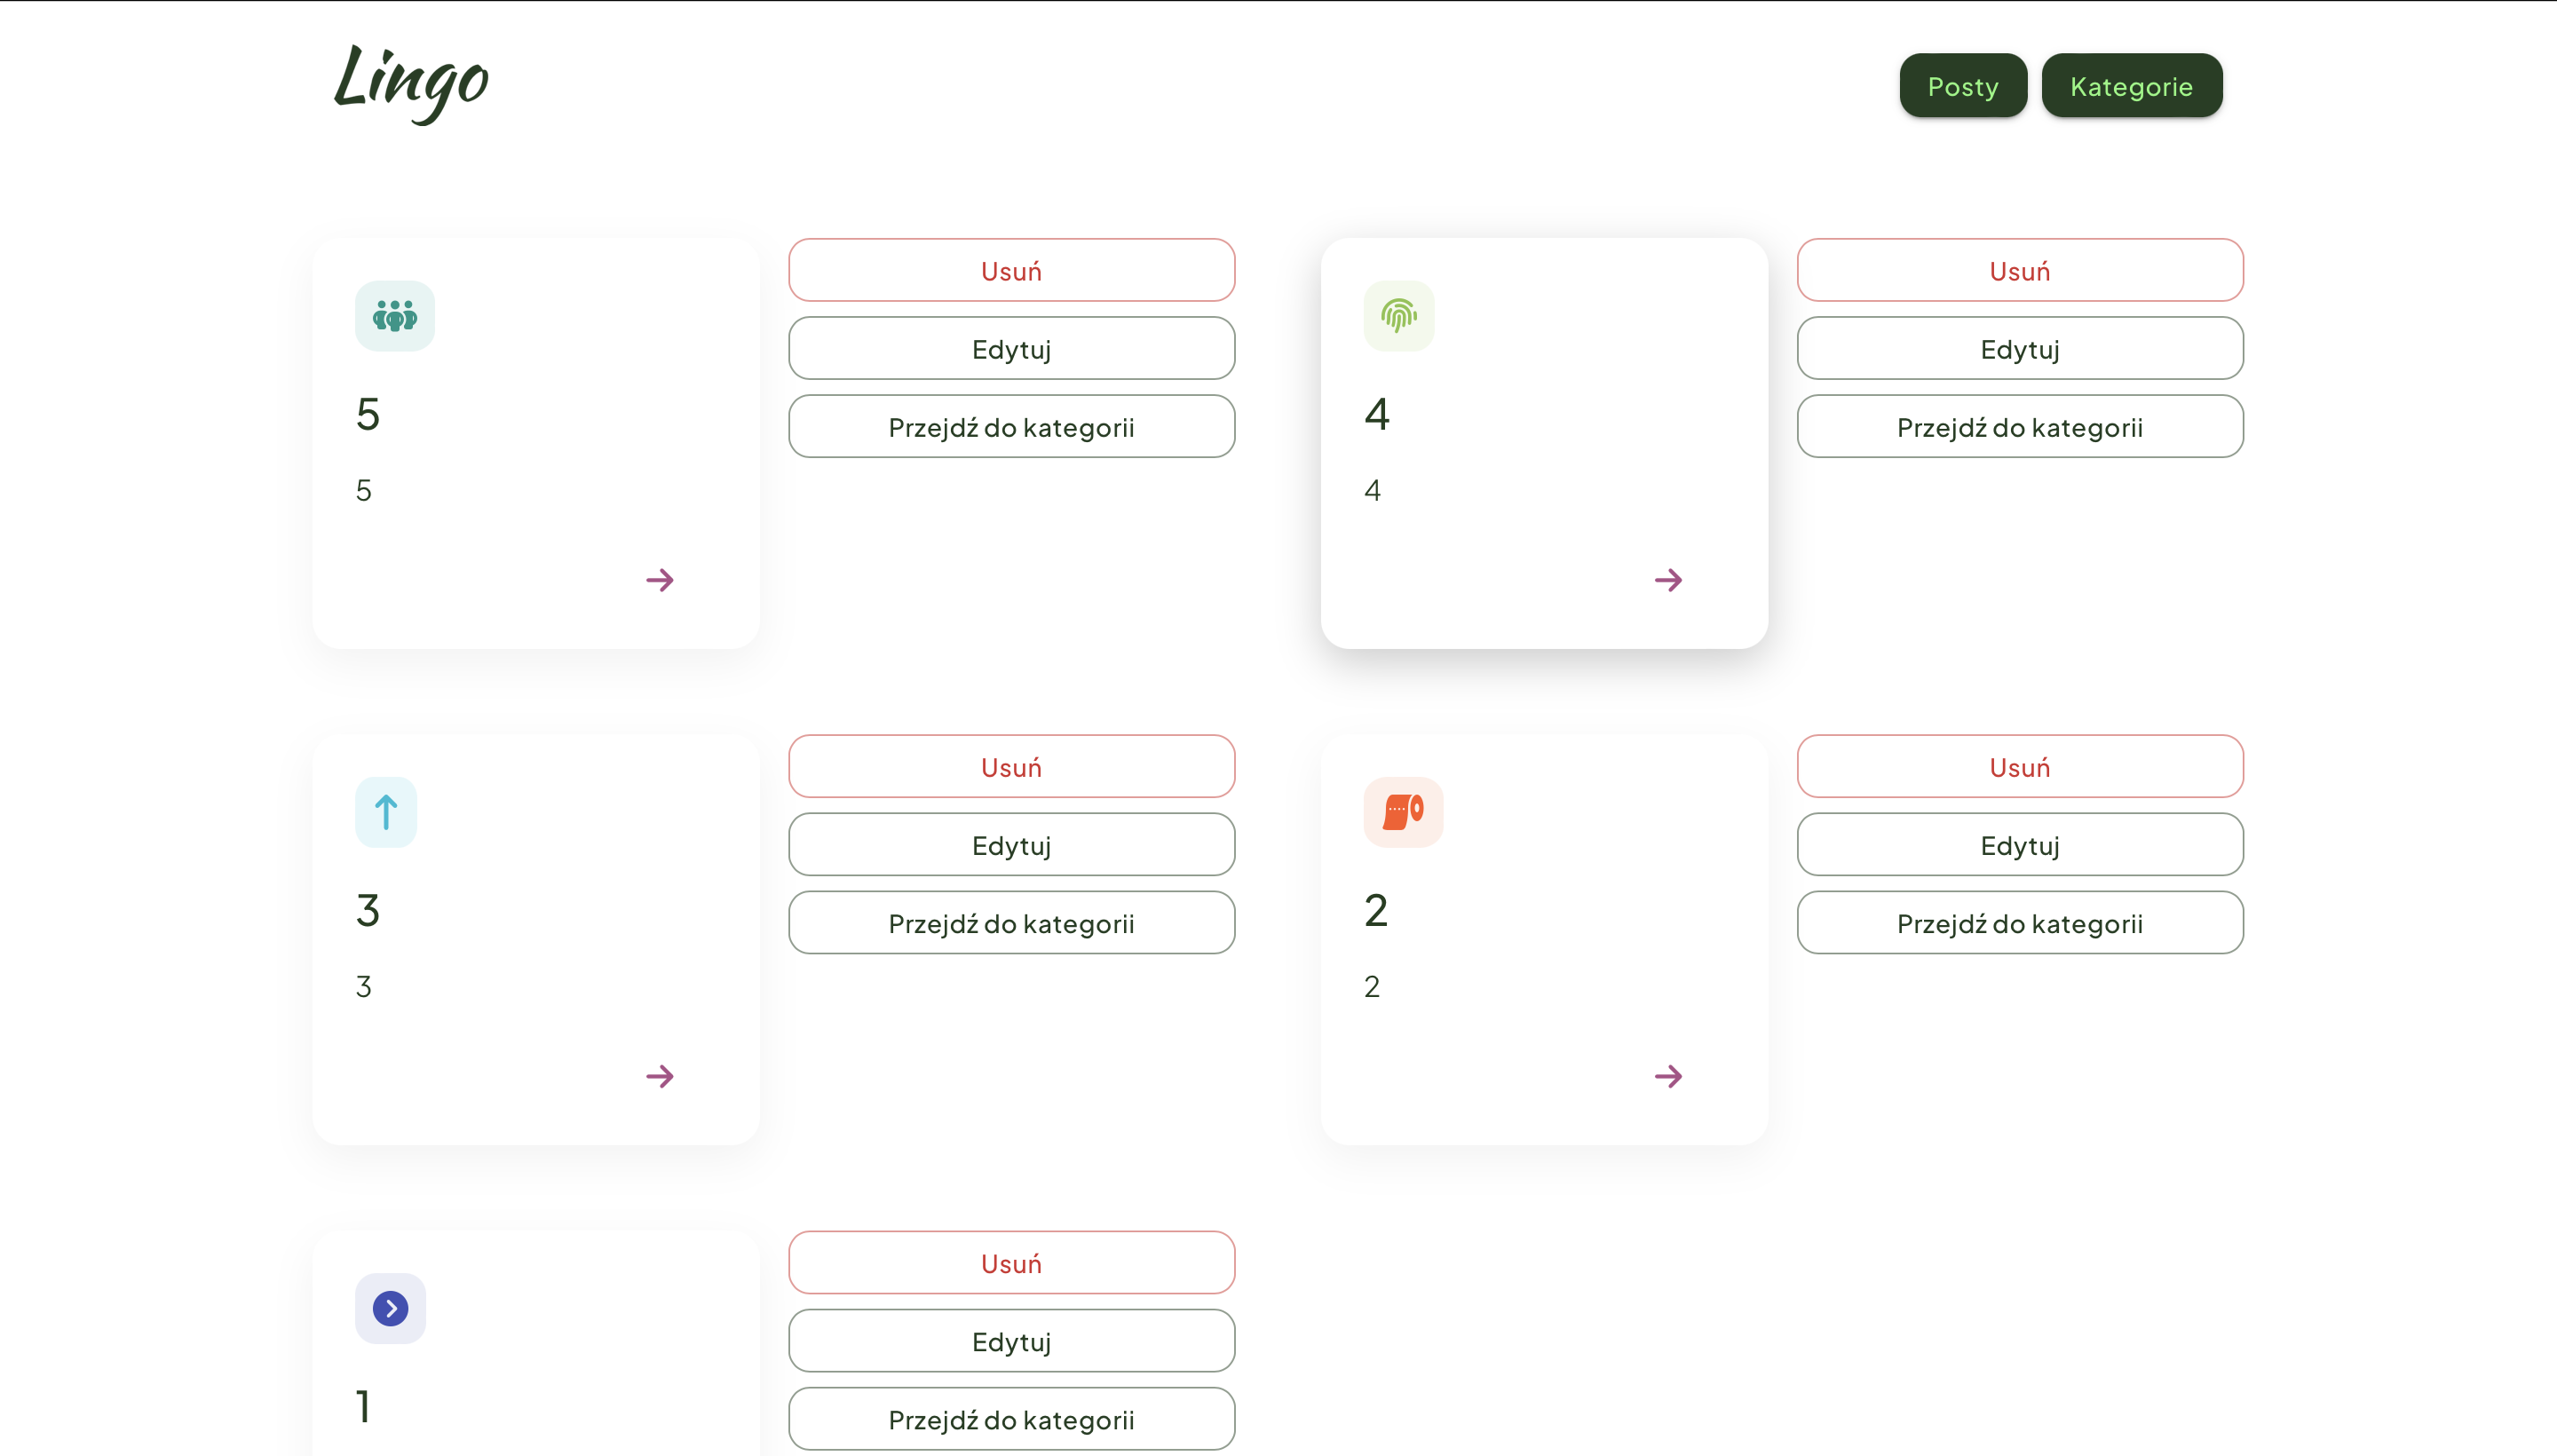 Lingo
Posty
Kategorie
5
5
Usuń
Edytuj
Przejdź do kategorii
4
4
Usuń
Edytuj
Przejdź do kategorii
3
3
Usuń
Edytuj
Przejdź do kategorii
2
2
Usuń
Edytuj
Przejdź do kategorii
1
Usuń
Edytuj
Przejdź do kategorii